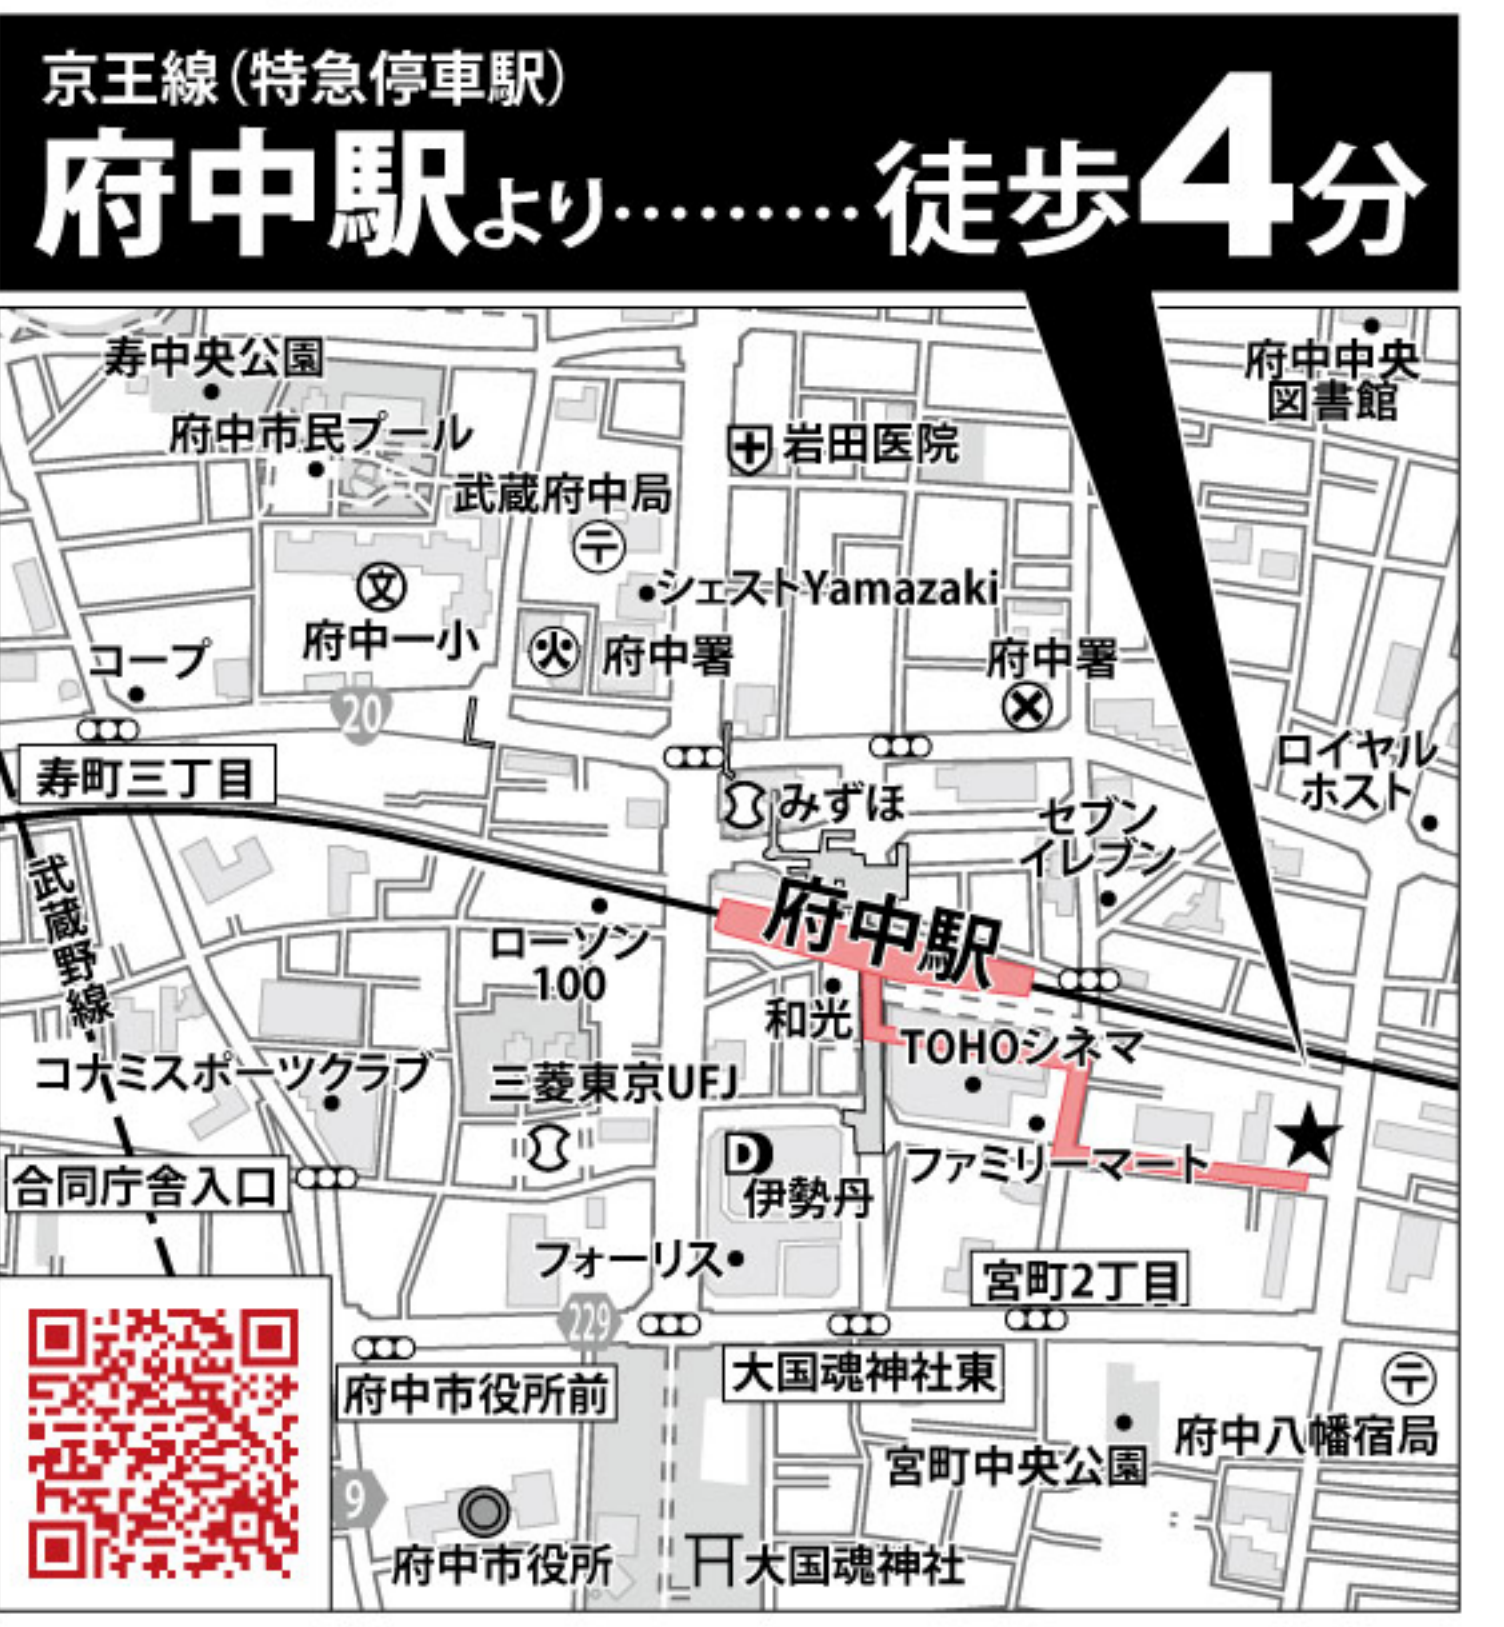 京王線(特急停車駅)
府中駅より………徒歩4分
寿中央公園
府中中央
図書館
府中市民プール
岩田医院
武蔵府中局
〒
シェストYamazaki
文
府中一小
火
府中署
府中署
コープ
20
寿町三丁目
ロイヤル
ホスト
みずほ
セブン
イレブン
武蔵野線
府中駅
ローソン
100
和光
TOHOシネマ
コナミスポーツクラブ
三菱東京UFJ
ファミリーマート
合同庁舎入口
D
伊勢丹
フォーリス
宮町2丁目
229
府中市役所前
大国魂神社東
〒
府中八幡宿局
宮町中央公園
9
府中市役所
大国魂神社